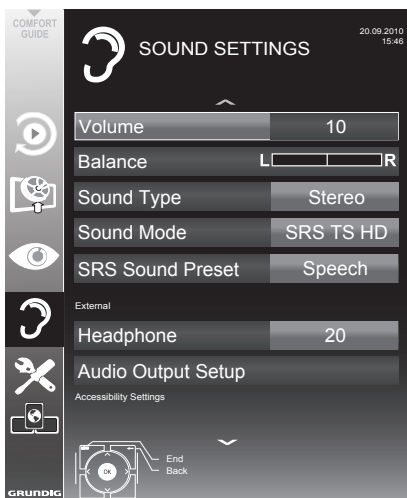 COMFORT
GUIDE
SOUND SETTINGS
20.09.2010
15:46
Volume 10
Balance L R
Sound Type Stereo
Sound Mode SRS TS HD
SRS Sound Preset Speech
External
Headphone 20
Audio Output Setup
Accessibility Settings
End
OK Back
GRUNDIG